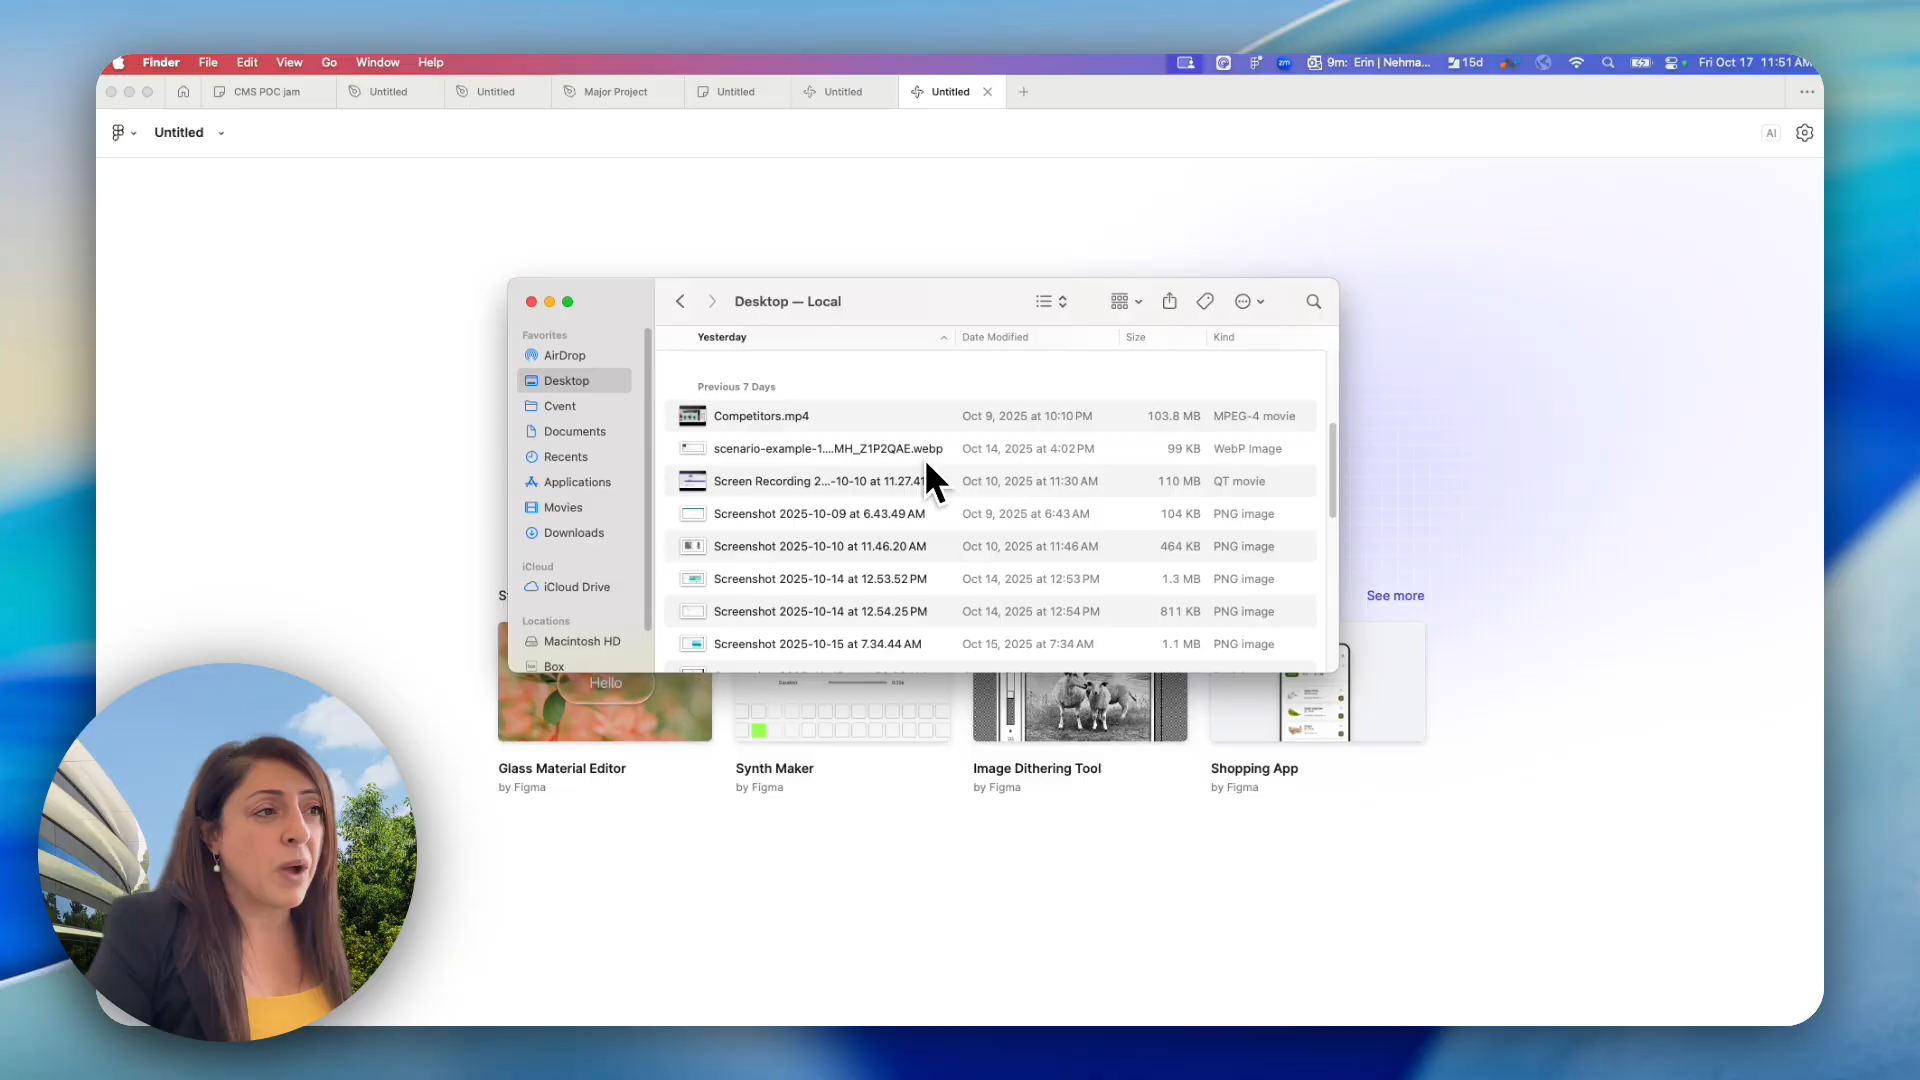 Finder File Edit View Go Window Help
9m: Erin | Nehma... 15d Fri Oct 17 11:51 AM
CMS POC jam Untitled Untitled Major Project Untitled Untitled Untitled
Untitled
AI
Desktop — Local
Favorites
AirDrop
Desktop
Cvent
Documents
Recents
Applications
Movies
Downloads
iCloud
iCloud Drive
Locations
Macintosh HD
Box
Yesterday Date Modified Size Kind
Previous 7 Days
Competitors.mp4 Oct 9, 2025 at 10:10 PM 103.8 MB MPEG-4 movie
scenario-example-1....MH_Z1P2QAE.webp Oct 14, 2025 at 4:02 PM 99 KB WebP Image
Screen Recording 2...-10-10 at 11.27.41 Oct 10, 2025 at 11:30 AM 110 MB QT movie
Screenshot 2025-10-09 at 6.43.49 AM Oct 9, 2025 at 6:43 AM 104 KB PNG image
Screenshot 2025-10-10 at 11.46.20 AM Oct 10, 2025 at 11:46 AM 464 KB PNG image
Screenshot 2025-10-14 at 12.53.52 PM Oct 14, 2025 at 12:53 PM 1.3 MB PNG image
Screenshot 2025-10-14 at 12.54.25 PM Oct 14, 2025 at 12:54 PM 811 KB PNG image
Screenshot 2025-10-15 at 7.34.44 AM Oct 15, 2025 at 7:34 AM 1.1 MB PNG image
See more
Hello
Glass Material Editor
by Figma
Synth Maker
by Figma
Image Dithering Tool
by Figma
Shopping App
by Figma